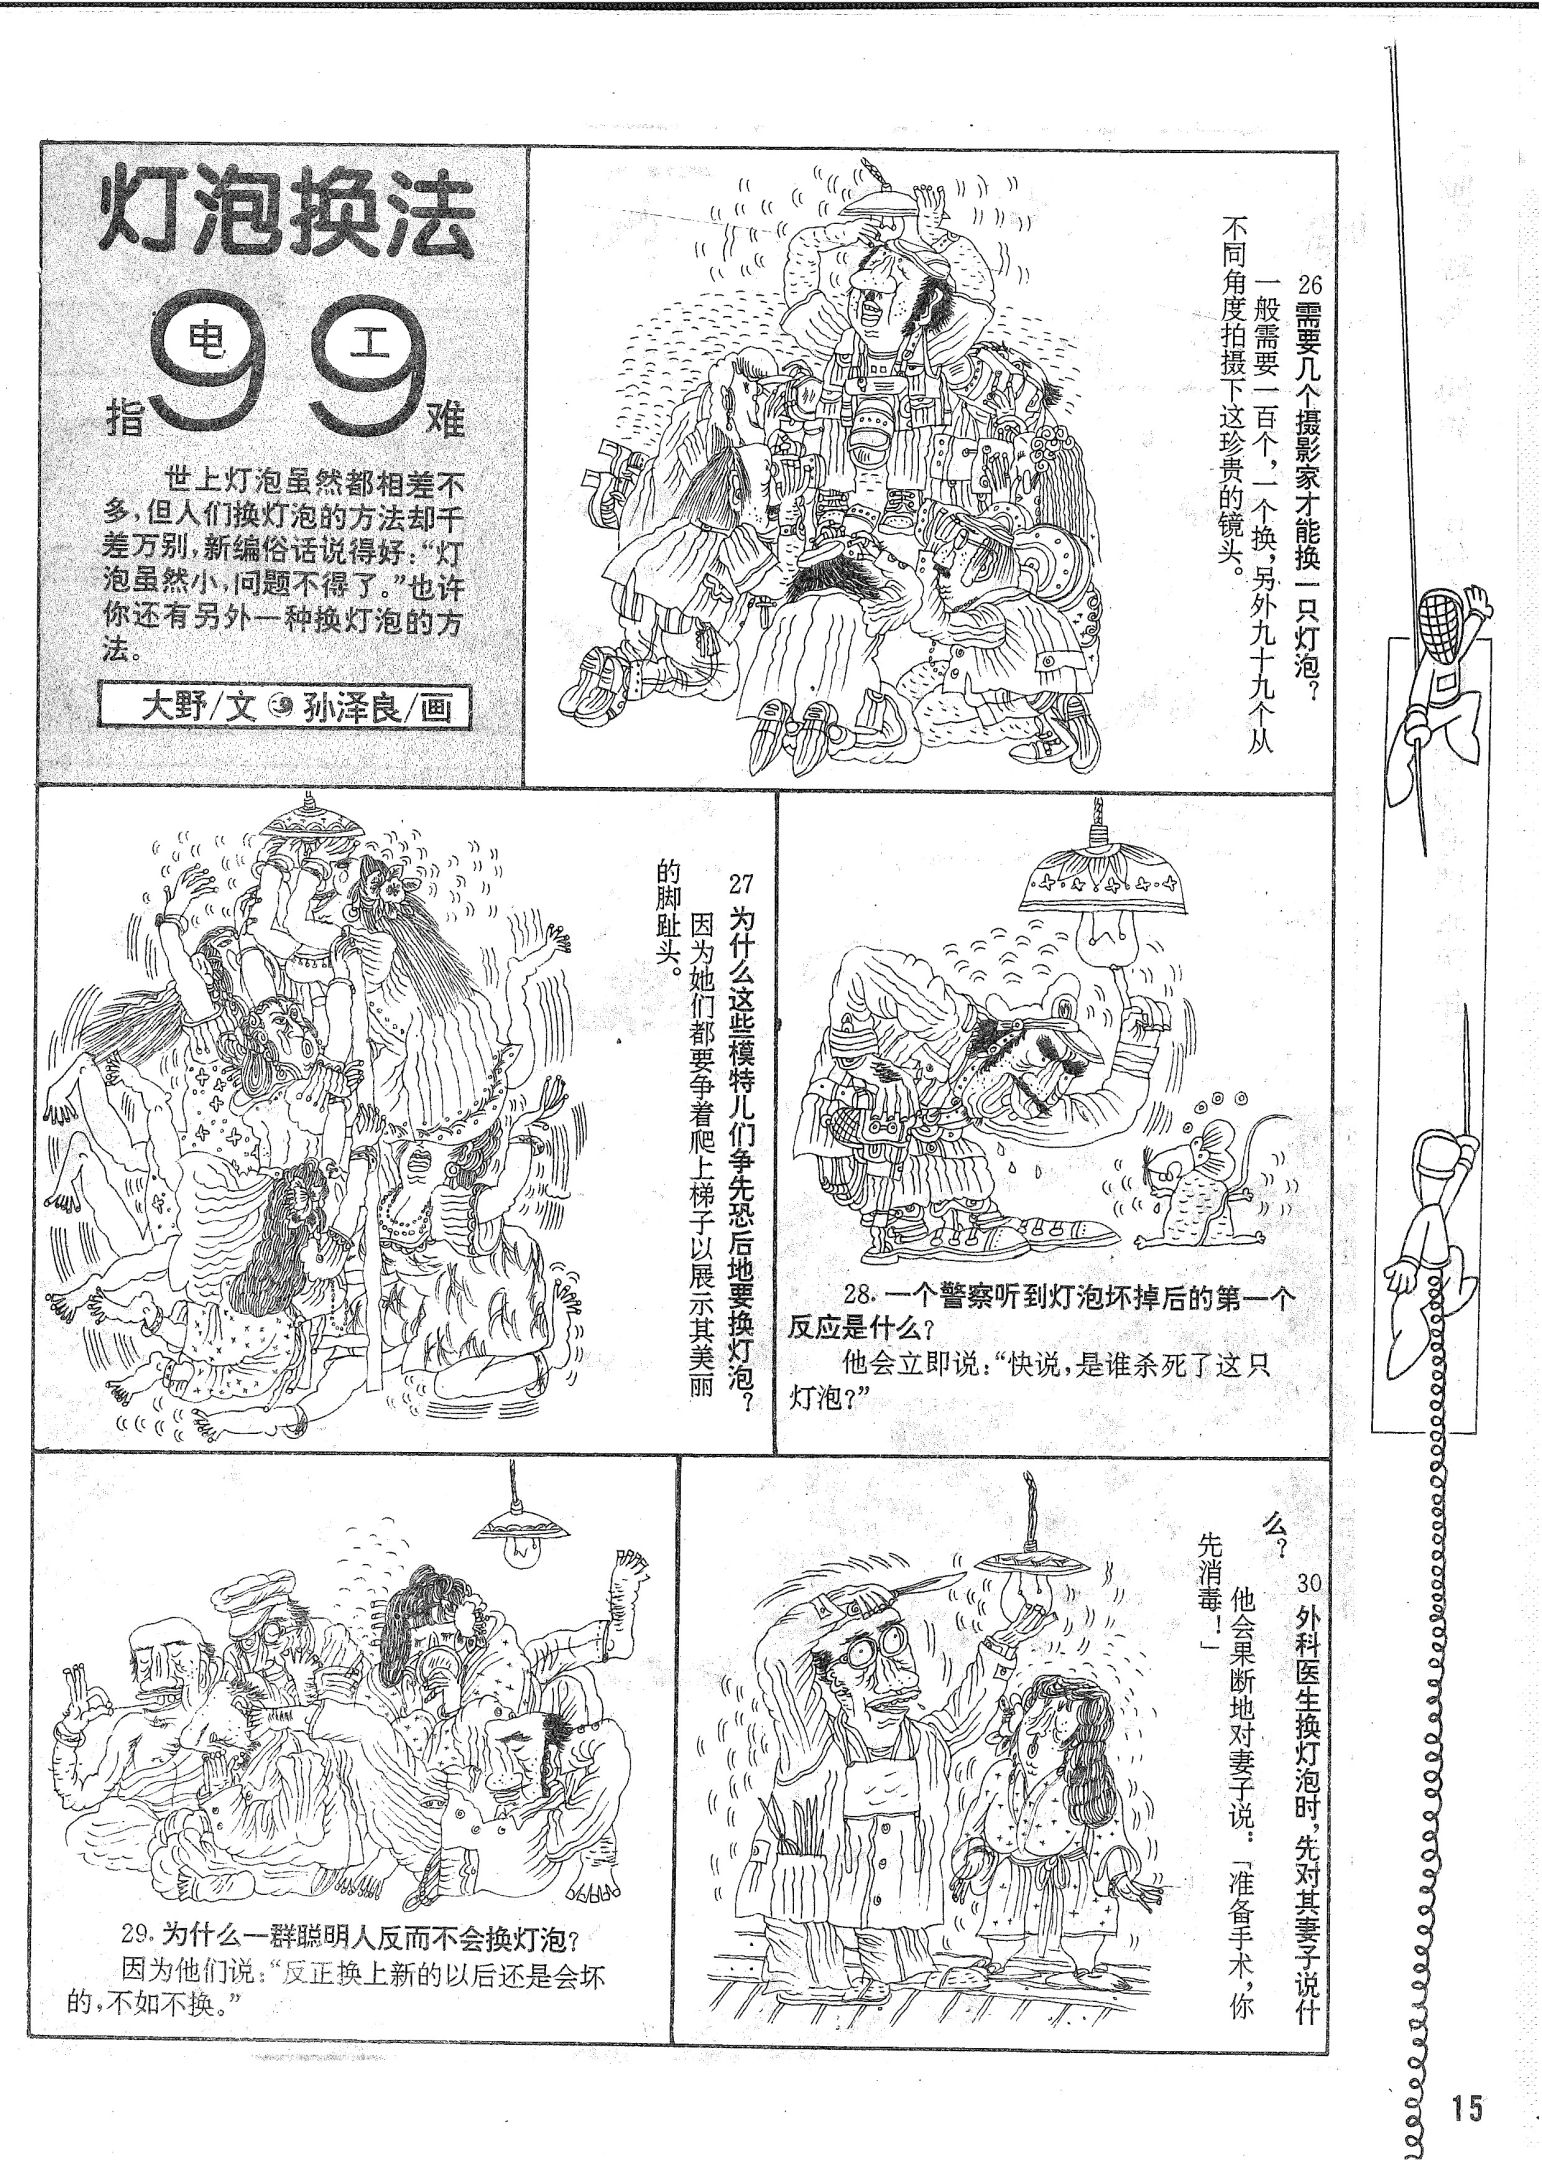 灯泡换法
99
电工
指难
世上灯泡虽然都相差不
多，但人们换灯泡的方法却千
差万别，新编俗话说得好：“灯
泡虽然小，问题不得了。”也许
你还有另外一种换灯泡的方
法。
大野/文 孙泽良/画
26 需要几个摄影家才能换一只灯泡？
一般需要一百个，一个换，另外九十九个从
不同角度拍摄下这珍贵的镜头。
27 为什么这些模特儿们争先恐后地要换灯泡？
因为她们都要争着爬上梯子以展示其美丽
的脚趾头。
28. 一个警察听到灯泡坏掉后的第一个
反应是什么？
他会立即说：“快说，是谁杀死了这只
灯泡？”
29. 为什么一群聪明人反而不会换灯泡？
因为他们说：“反正换上新的以后还是会坏
的，不如不换。”
30 外科医生换灯泡时，先对其妻子说什
么？
他会果断地对妻子说：「准备手术，你
先消毒！」
15